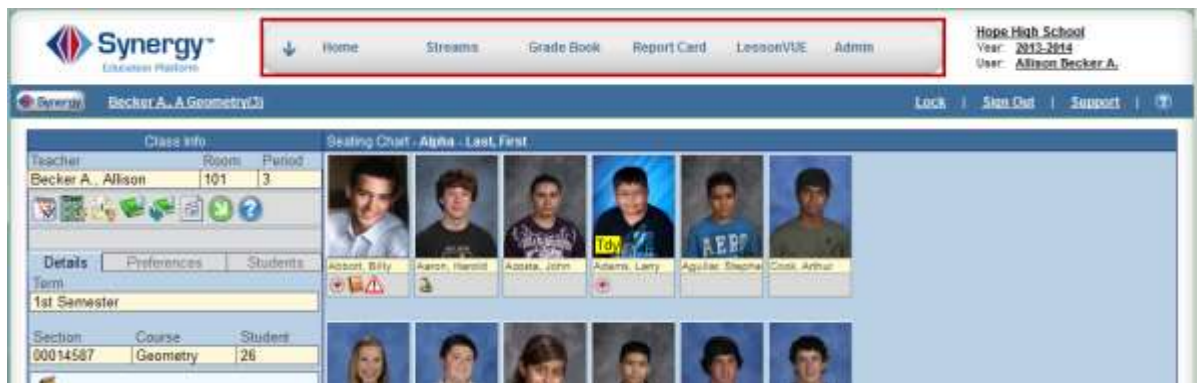 Synergy
Education Platform
Home Streams Grade Book Report Card LessonVUE Admin
Hope High School
Year: 2013-2014
User: Allison Becker A.
Synergy
Becker A., A Geometry(3)
Lock | Sign Out | Support | ?
Class Info
Teacher Room Period
Becker A., Allison 101 3
Details Preferences Students
Term
1st Semester
Section Course Student
00014587 Geometry 26
Seating Chart - Alpha - Last, First
Tdy
AERO
Abbott, Billy Aaron, Harold Acosta, John Adams, Larry Aguilar, Stephe Cook, Arthur